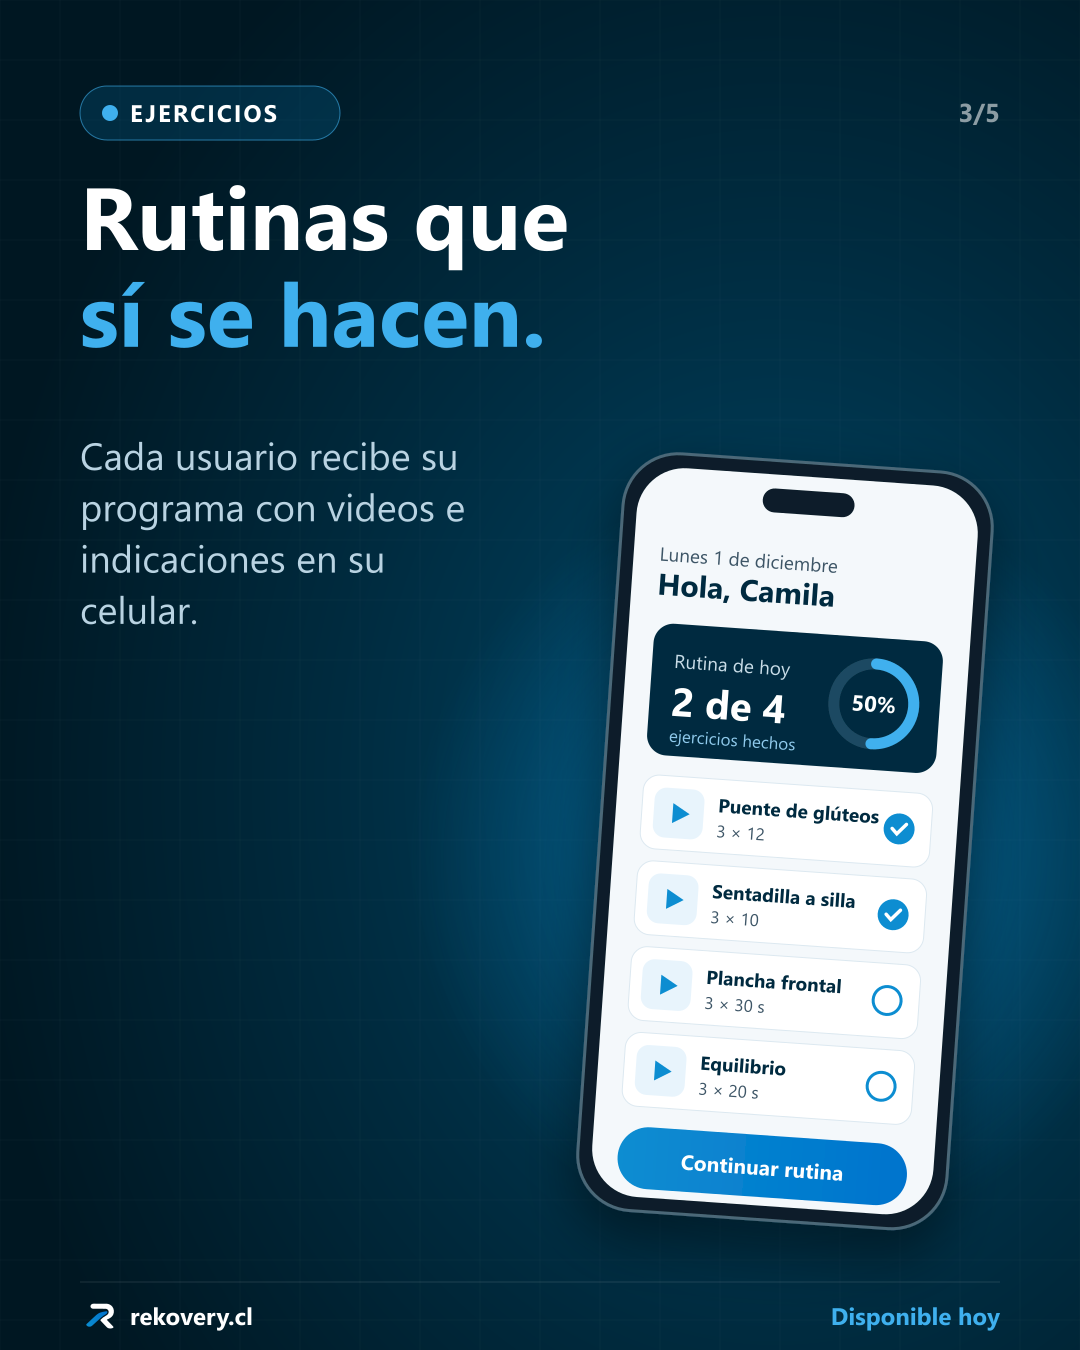 EJERCICIOS
3/5
Rutinas que
sí se hacen.
Cada usuario recibe su
programa con videos e
indicaciones en su
celular.
Lunes 1 de diciembre
Hola, Camila
Rutina de hoy
2 de 4
ejercicios hechos
50%
Puente de glúteos
3 × 12
Sentadilla a silla
3 × 10
Plancha frontal
3 × 30 s
Equilibrio
3 × 20 s
Continuar rutina
rekovery.cl
Disponible hoy